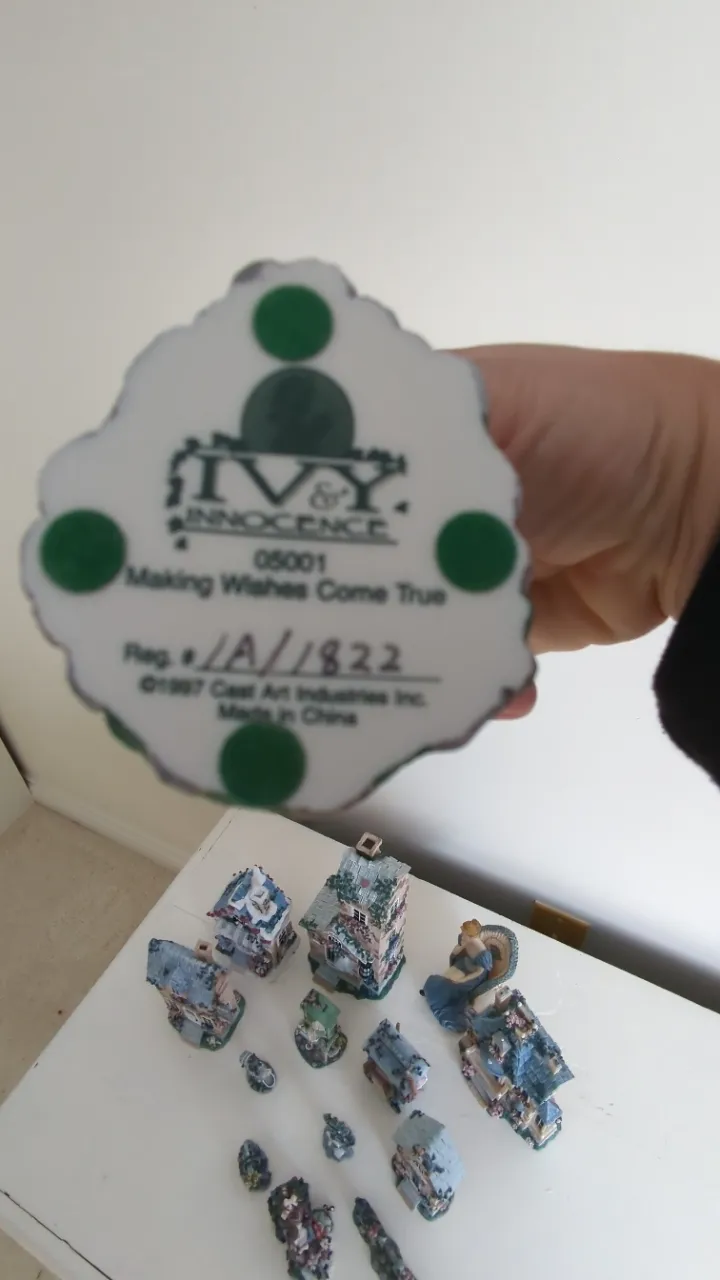 IVY
&
INNOCENCE
05001
Making Wishes Come True
Reg. # 1A/1822
©1997 Cast Art Industries Inc.
Made in China